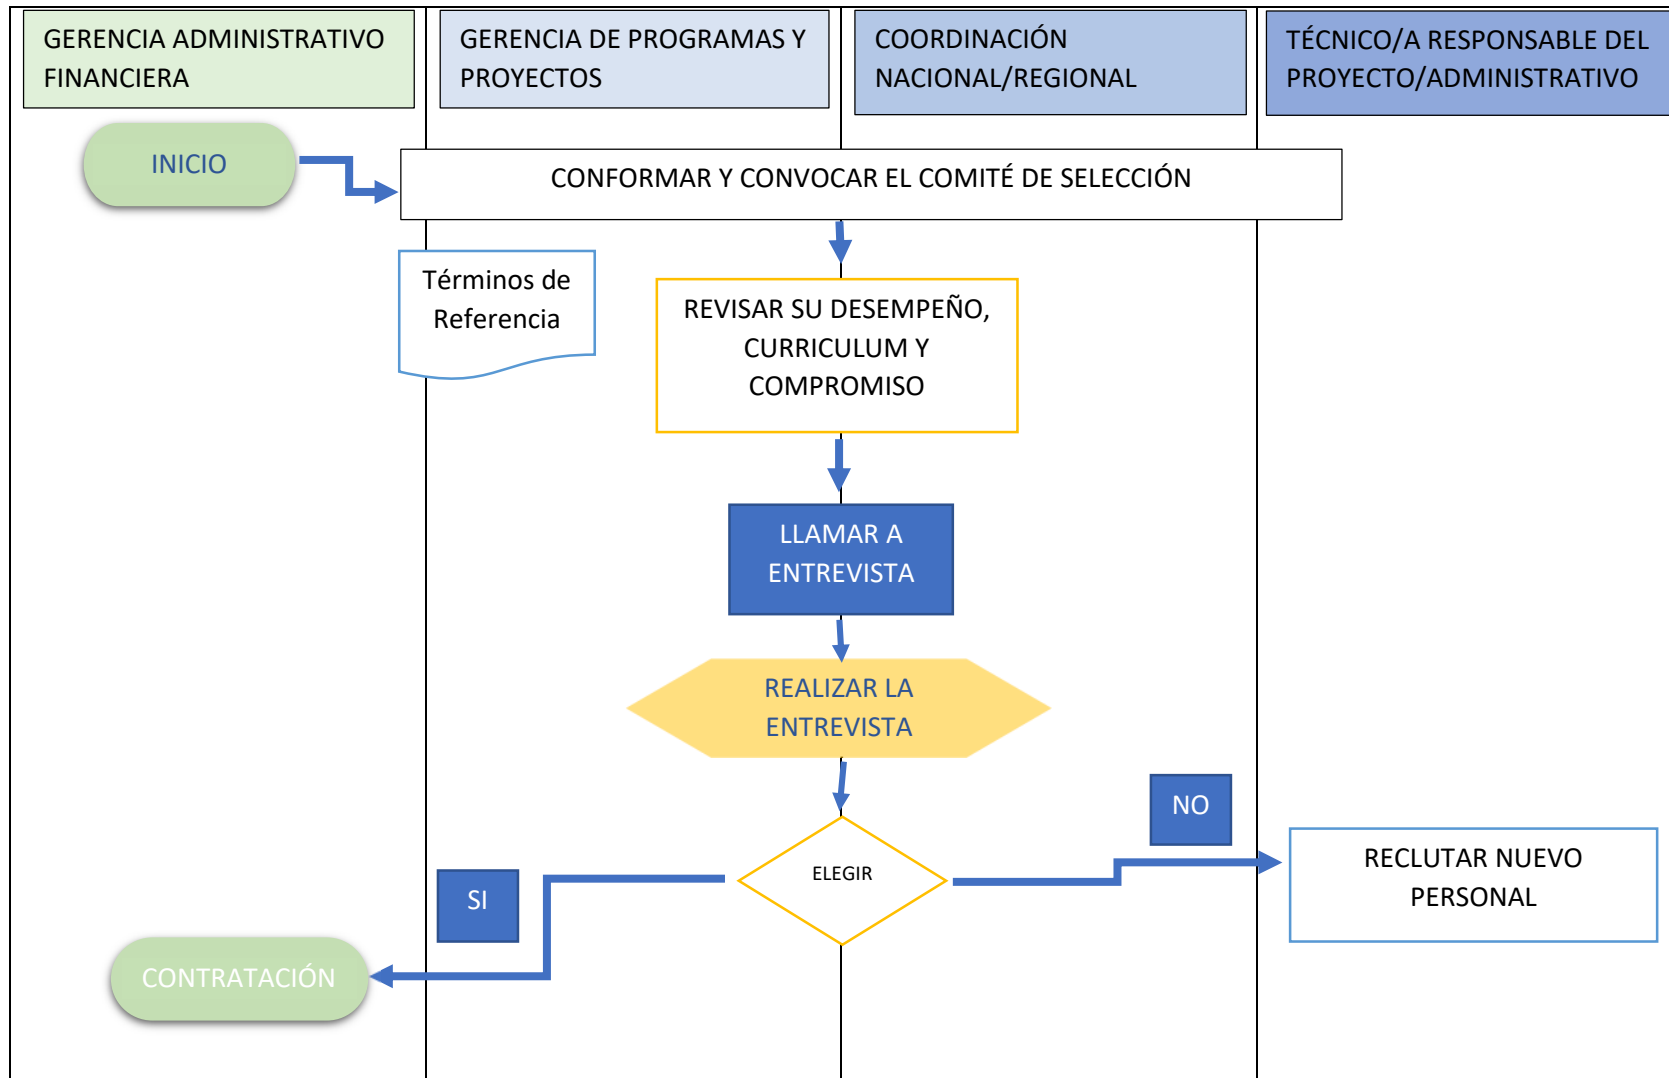 GERENCIA ADMINISTRATIVO
FINANCIERA
GERENCIA DE PROGRAMAS Y
PROYECTOS
COORDINACIÓN
NACIONAL/REGIONAL
TÉCNICO/A RESPONSABLE DEL
PROYECTO/ADMINISTRATIVO
INICIO
CONFORMAR Y CONVOCAR EL COMITÉ DE SELECCIÓN
Términos de
Referencia
REVISAR SU DESEMPEÑO,
CURRICULUM Y
COMPROMISO
LLAMAR A
ENTREVISTA
REALIZAR LA
ENTREVISTA
ELEGIR
NO
RECLUTAR NUEVO
PERSONAL
SI
CONTRATACIÓN